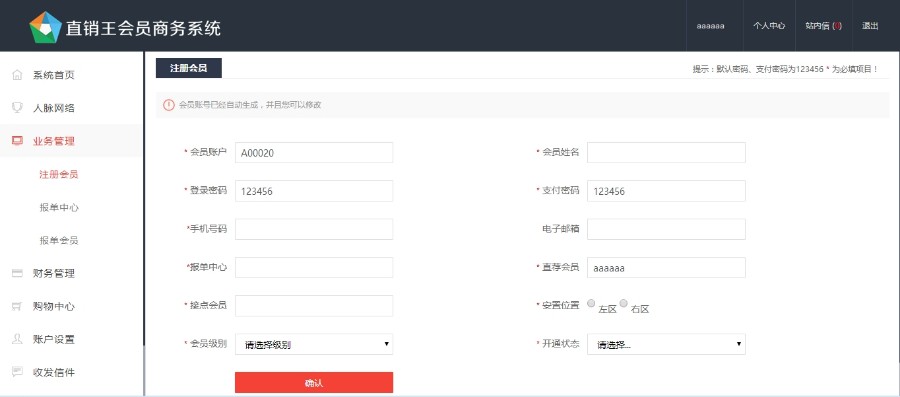 直销王会员商务系统
aaaaaa 个人中心 站内信 (0) 退出
系统首页
人脉网络
业务管理
注册会员
报单中心
报单会员
财务管理
购物中心
账户设置
收发信件
注册会员
提示：默认密码、支付密码为123456 * 为必填项目！
会员账号已经自动生成，并且您可以修改
* 会员账户 A00020 * 会员姓名
* 登录密码 123456 * 支付密码 123456
*手机号码 电子邮箱
*报单中心 * 直荐会员 aaaaaa
* 接点会员 * 安置位置 左区 右区
* 会员级别 请选择级别 * 开通状态 请选择...
确认